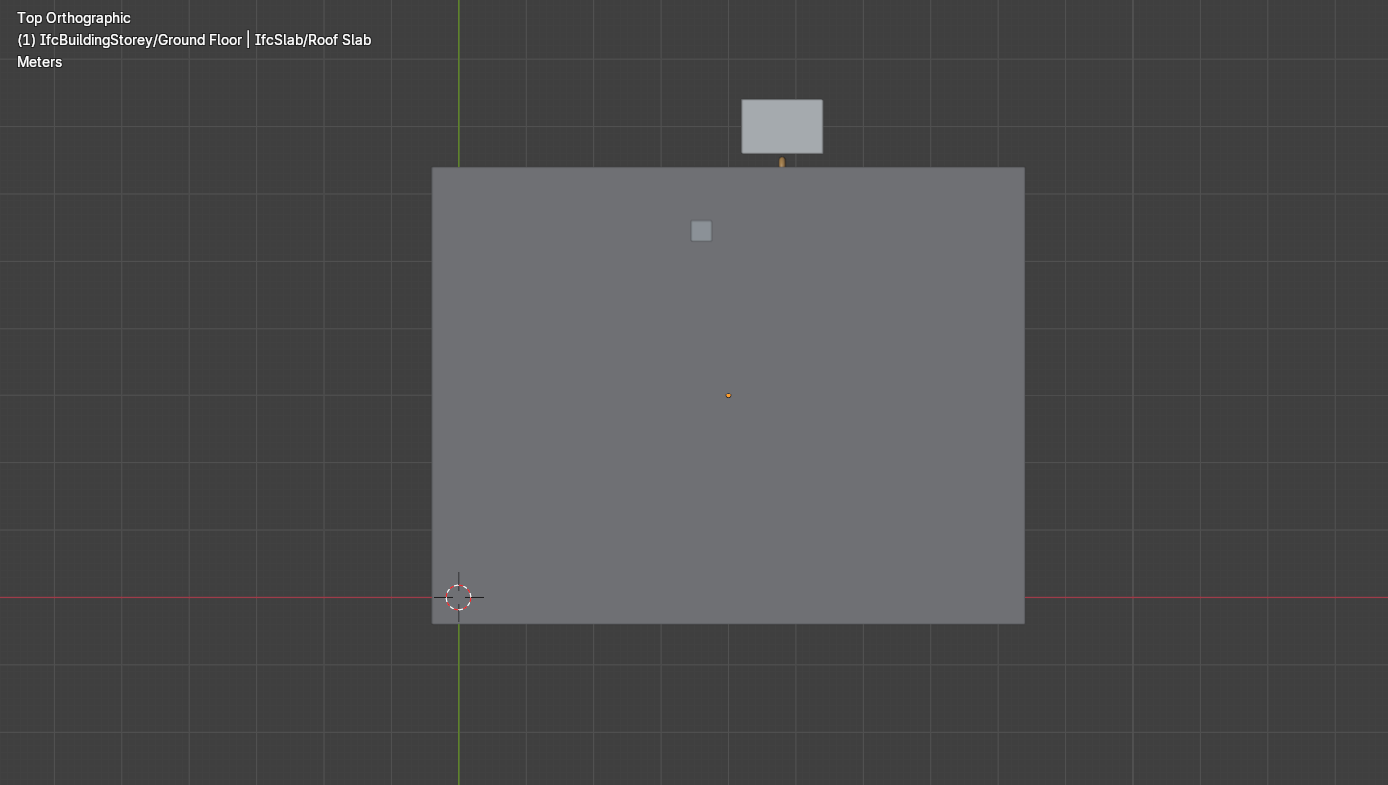 Top Orthographic
(1) IfcBuildingStorey/Ground Floor | IfcSlab/Roof Slab
Meters